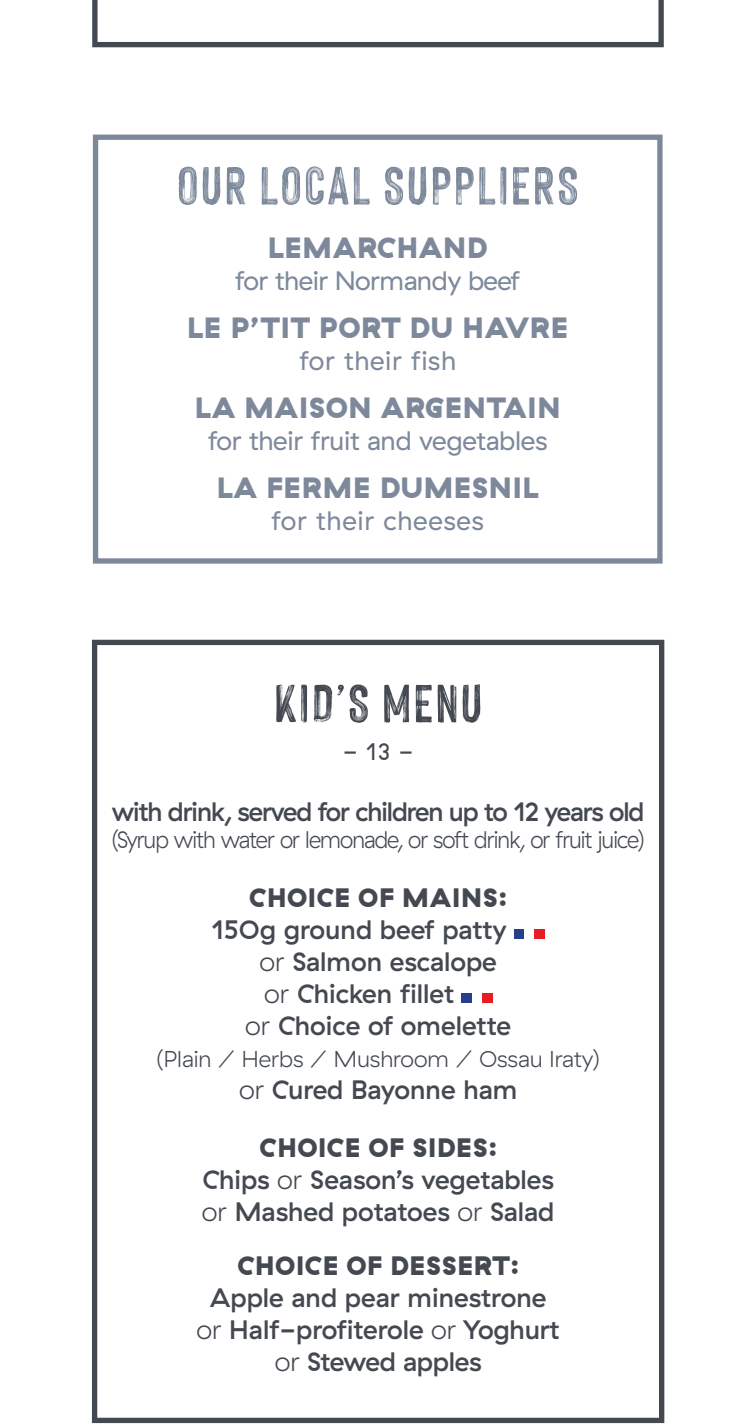 OUR LOCAL SUPPLIERS
LEMARCHAND
for their Normandy beef
LE P'TIT PORT DU HAVRE
for their fish
LA MAISON ARGENTAIN
for their fruit and vegetables
LA FERME DUMESNIL
for their cheeses
KID'S MENU
– 13 –
with drink, served for children up to 12 years old
(Syrup with water or lemonade, or soft drink, or fruit juice)
CHOICE OF MAINS:
150g ground beef patty
or Salmon escalope
or Chicken fillet
or Choice of omelette
(Plain / Herbs / Mushroom / Ossau Iraty)
or Cured Bayonne ham
CHOICE OF SIDES:
Chips or Season's vegetables
or Mashed potatoes or Salad
CHOICE OF DESSERT:
Apple and pear minestrone
or Half-profiterole or Yoghurt
or Stewed apples